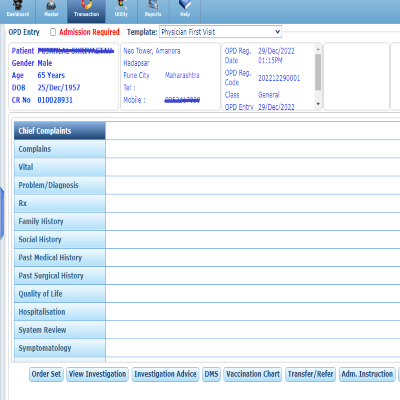 Dashboard Master Transaction Utility Reports Help
OPD Entry Admission Required Template: Physician First Visit
Patient
Gender Male
Age 65 Years
DOB 25/Dec/1957
CR No 010028931
Neo Tower, Amanora
Hadapsar
Pune City Maharashtra
Tel :
Mobile :
OPD Reg. Date 29/Dec/2022 01:15PM
OPD Reg. Code 202212290001
Class General
OPD Entry 29/Dec/2022
Chief Complaints
Complains
Vital
Problem/Diagnosis
Rx
Family History
Social History
Past Medical History
Past Surgical History
Quality of Life
Hospitalisation
Syatem Review
Symptomatology
Order Set View Investigation Investigation Advice DMS Vaccination Chart Transfer/Refer Adm. Instruction